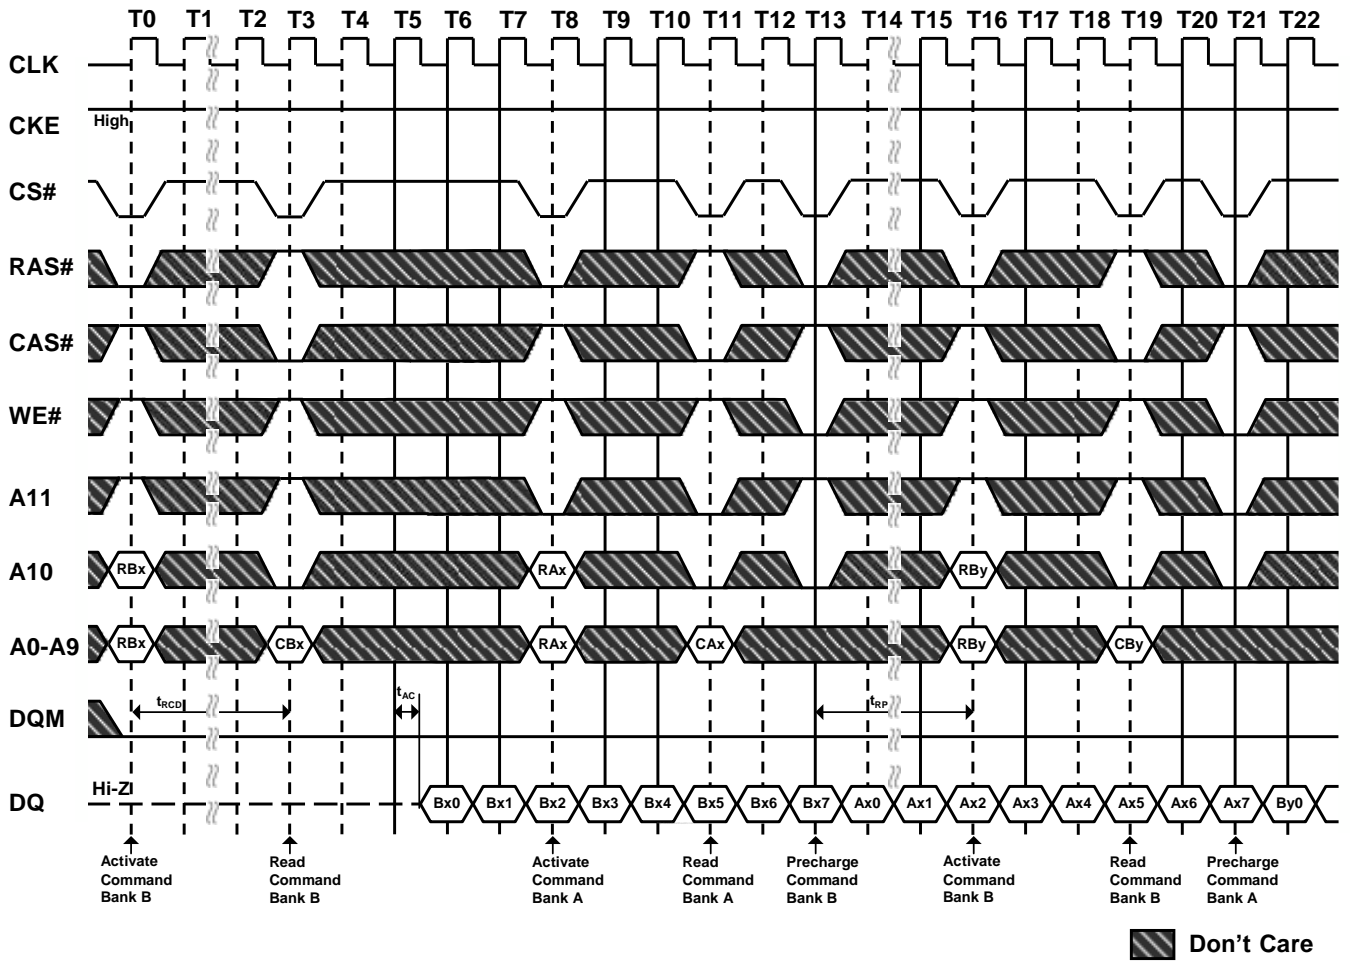 T0 T1 T2 T3 T4 T5 T6 T7 T8 T9 T10 T11 T12 T13 T14 T15 T16 T17 T18 T19 T20 T21 T22
CLK
CKE High
CS#
RAS#
CAS#
WE#
A11
A10 RBx RAx RBy
A0-A9 RBx CBx RAx CAx RBy CBy
DQM tRCD tAC tRP
DQ Hi-Z Bx0 Bx1 Bx2 Bx3 Bx4 Bx5 Bx6 Bx7 Ax0 Ax1 Ax2 Ax3 Ax4 Ax5 Ax6 Ax7 By0
Activate
Command
Bank B
Read
Command
Bank B
Activate
Command
Bank A
Read
Command
Bank A
Precharge
Command
Bank B
Activate
Command
Bank B
Read
Command
Bank B
Precharge
Command
Bank A
Don't Care